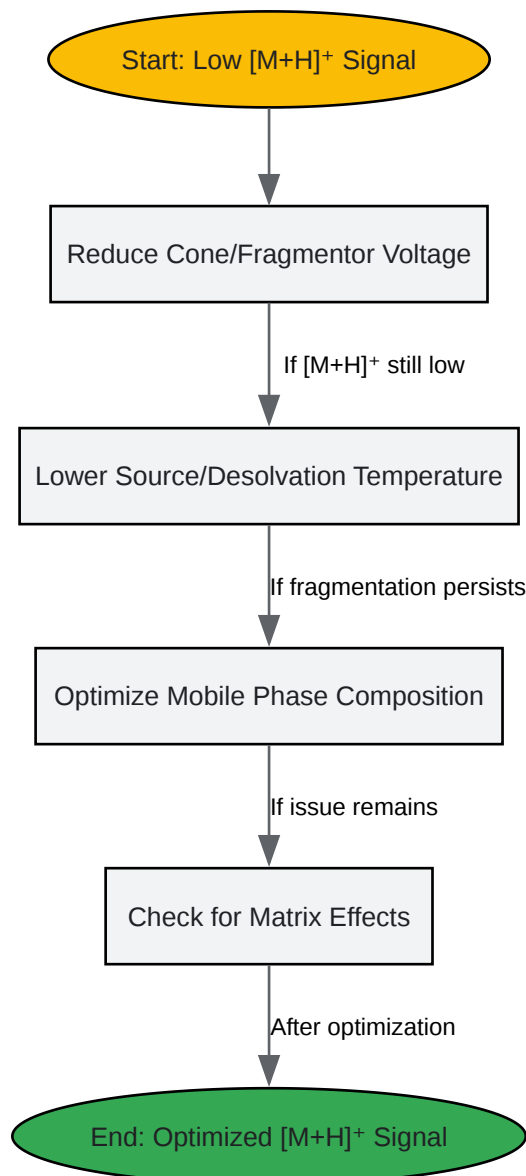 Start: Low [M+H]⁺ Signal
Reduce Cone/Fragmentor Voltage
If [M+H]⁺ still low
Lower Source/Desolvation Temperature
If fragmentation persists
Optimize Mobile Phase Composition
If issue remains
Check for Matrix Effects
After optimization
End: Optimized [M+H]⁺ Signal